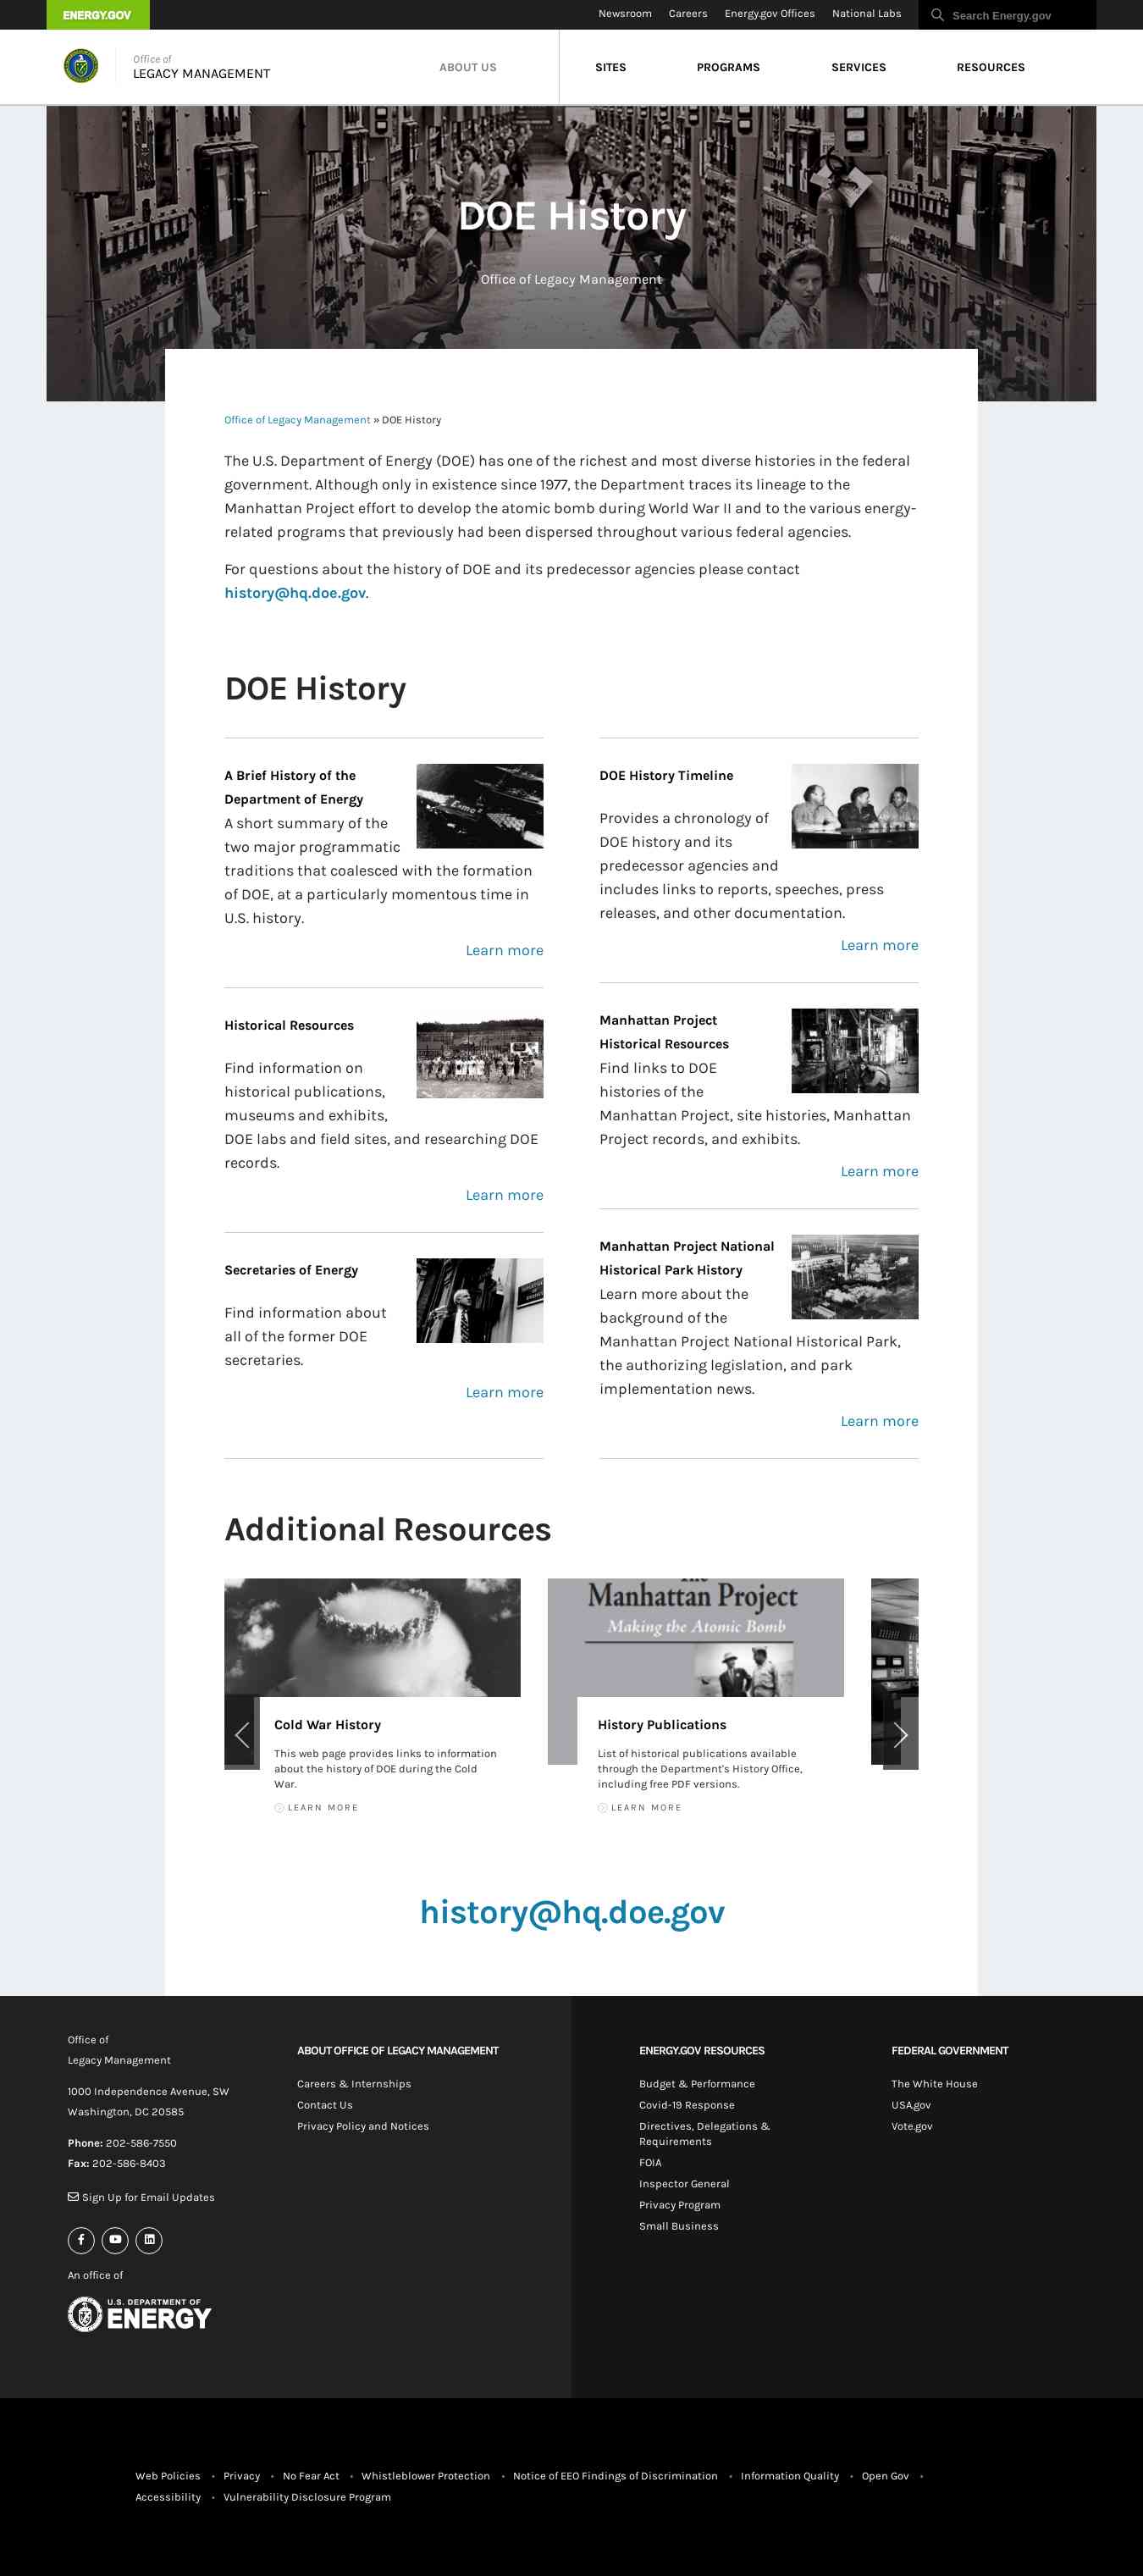 ENERGY.GOV
Newsroom
Careers
Energy.gov Offices
National Labs
Search Energy.gov
Office of
LEGACY MANAGEMENT
ABOUT US
SITES
PROGRAMS
SERVICES
RESOURCES
DOE History
Office of Legacy Management
Office of Legacy Management » DOE History
The U.S. Department of Energy (DOE) has one of the richest and most diverse histories in the federal
government. Although only in existence since 1977, the Department traces its lineage to the
Manhattan Project effort to develop the atomic bomb during World War II and to the various energy-
related programs that previously had been dispersed throughout various federal agencies.
For questions about the history of DOE and its predecessor agencies please contact
history@hq.doe.gov.
DOE History
A Brief History of the
Department of Energy
A short summary of the
two major programmatic
traditions that coalesced with the formation
of DOE, at a particularly momentous time in
U.S. history.
Learn more
Historical Resources
Find information on
historical publications,
museums and exhibits,
DOE labs and field sites, and researching DOE
records.
Learn more
Secretaries of Energy
Find information about
all of the former DOE
secretaries.
Learn more
DOE History Timeline
Provides a chronology of
DOE history and its
predecessor agencies and
includes links to reports, speeches, press
releases, and other documentation.
Learn more
Manhattan Project
Historical Resources
Find links to DOE
histories of the
Manhattan Project, site histories, Manhattan
Project records, and exhibits.
Learn more
Manhattan Project National
Historical Park History
Learn more about the
background of the
Manhattan Project National Historical Park,
the authorizing legislation, and park
implementation news.
Learn more
Additional Resources
Cold War History
This web page provides links to information
about the history of DOE during the Cold
War.
LEARN MORE
Manhattan Project
Making the Atomic Bomb
History Publications
List of historical publications available
through the Department's History Office,
including free PDF versions.
LEARN MORE
history@hq.doe.gov
Office of
Legacy Management
1000 Independence Avenue, SW
Washington, DC 20585
Phone: 202-586-7550
Fax: 202-586-8403
Sign Up for Email Updates
An office of
U.S. DEPARTMENT OF
ENERGY
ABOUT OFFICE OF LEGACY MANAGEMENT
Careers & Internships
Contact Us
Privacy Policy and Notices
ENERGY.GOV RESOURCES
Budget & Performance
Covid-19 Response
Directives, Delegations &
Requirements
FOIA
Inspector General
Privacy Program
Small Business
FEDERAL GOVERNMENT
The White House
USA.gov
Vote.gov
Web Policies • Privacy • No Fear Act • Whistleblower Protection • Notice of EEO Findings of Discrimination • Information Quality • Open Gov •
Accessibility • Vulnerability Disclosure Program